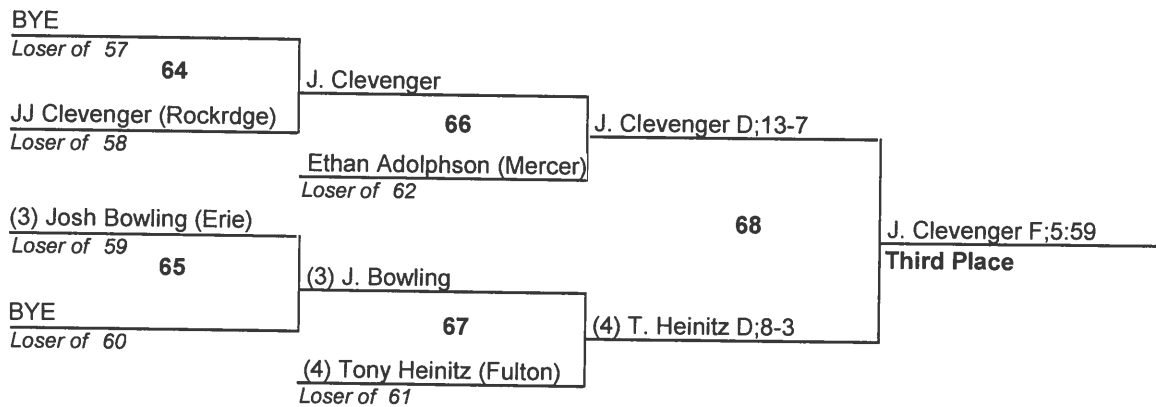 BYE
Loser of 57
64
J. Clevenger
JJ Clevenger (Rockrdge)
Loser of 58
66
J. Clevenger D;13-7
Ethan Adolphson (Mercer)
Loser of 62
(3) Josh Bowling (Erie)
Loser of 59
68
J. Clevenger F;5:59
Third Place
65
(3) J. Bowling
BYE
Loser of 60
67
(4) T. Heinitz D;8-3
(4) Tony Heinitz (Fulton)
Loser of 61